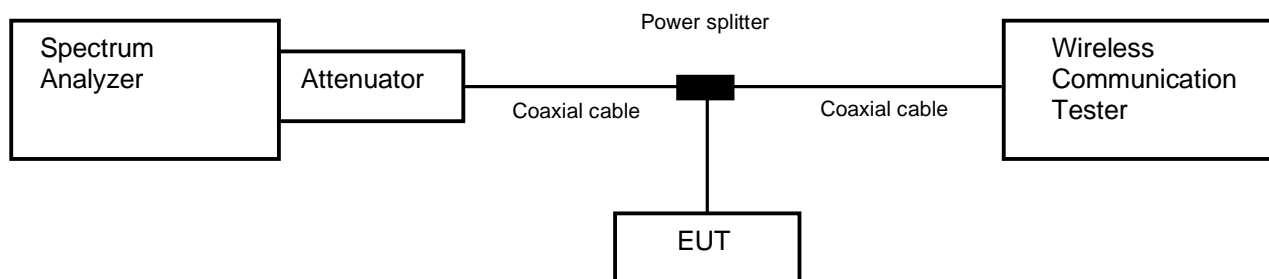 Power splitter
Spectrum
Analyzer
Attenuator
Coaxial cable
Coaxial cable
Wireless
Communication
Tester
EUT